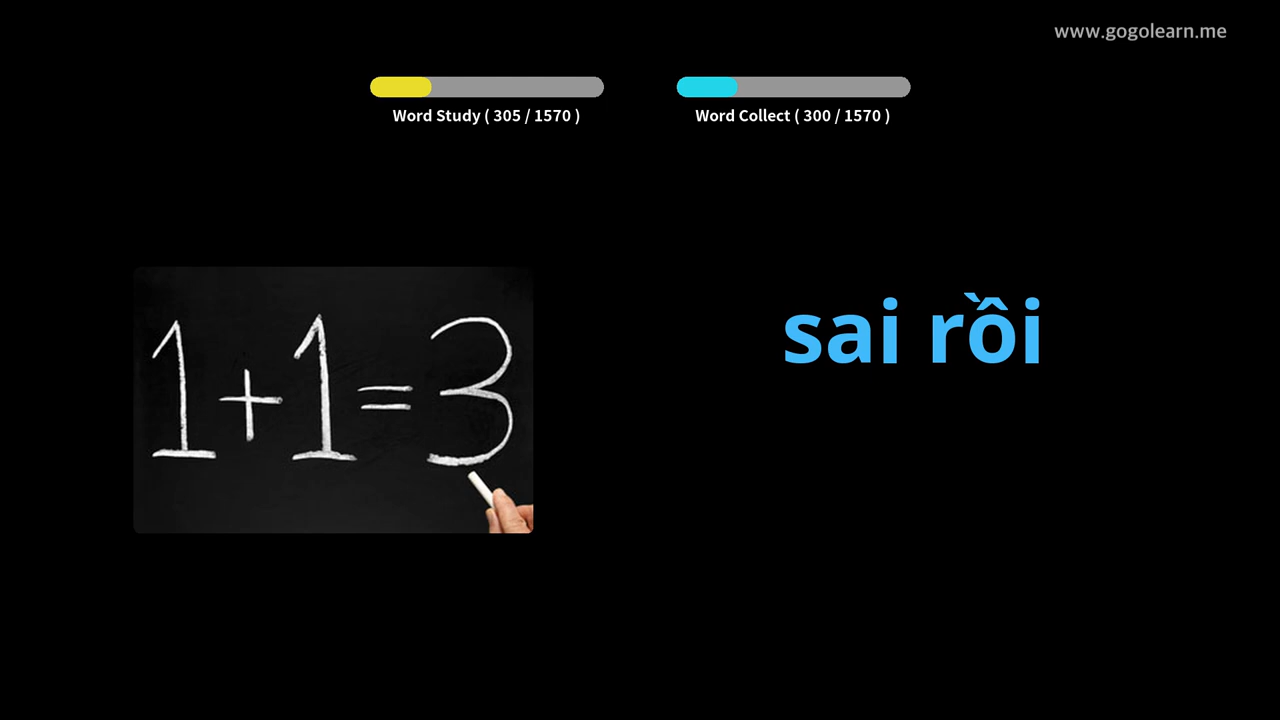 www.gogolearn.me
Word Study ( 305 / 1570 )
Word Collect ( 300 / 1570 )
1+1=3
sai rồi